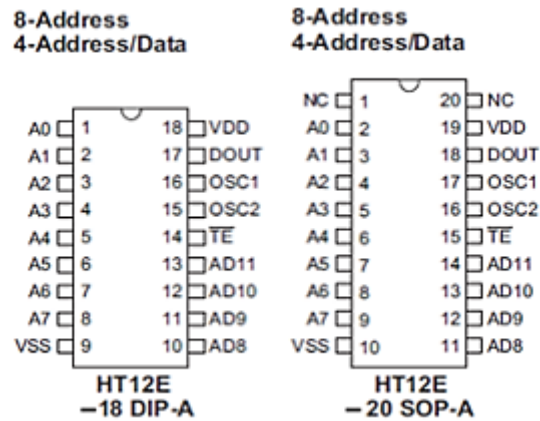 8-Address
4-Address/Data
A0 1 18 VDD
A1 2 17 DOUT
A2 3 16 OSC1
A3 4 15 OSC2
A4 5 14 TE
A5 6 13 AD11
A6 7 12 AD10
A7 8 11 AD9
VSS 9 10 AD8
HT12E
–18 DIP-A
8-Address
4-Address/Data
NC 1 20 NC
A0 2 19 VDD
A1 3 18 DOUT
A2 4 17 OSC1
A3 5 16 OSC2
A4 6 15 TE
A5 7 14 AD11
A6 8 13 AD10
A7 9 12 AD9
VSS 10 11 AD8
HT12E
– 20 SOP-A